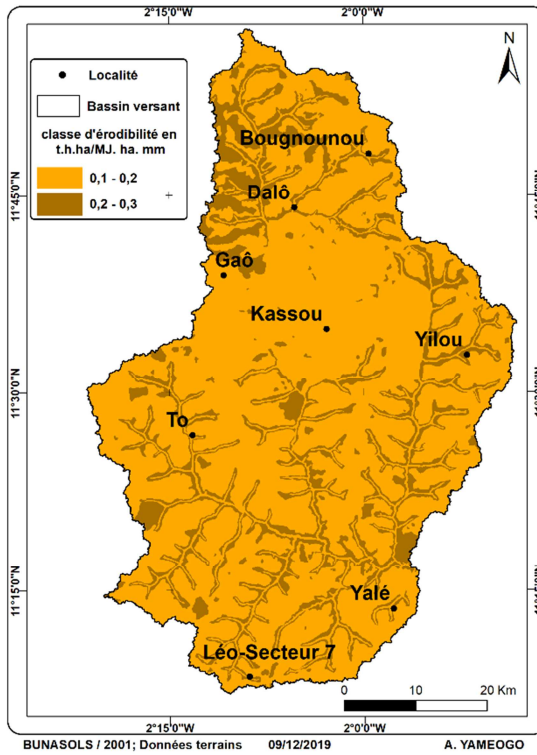 2°15'0"W 2°0'0"W
N
Localité
Bassin versant
classe d'érodibilité en
t.h.ha/MJ. ha. mm
0,1 - 0,2
0,2 - 0,3
Bougnounou
Dalô
11°45'0"N
Gaô
Kassou
Yilou
11°30'0"N
To
11°15'0"N
Yalé
Léo-Secteur 7
0 10 20 Km
2°15'0"W 2°0'0"W
BUNASOLS / 2001; Données terrains 09/12/2019 A. YAMEOGO